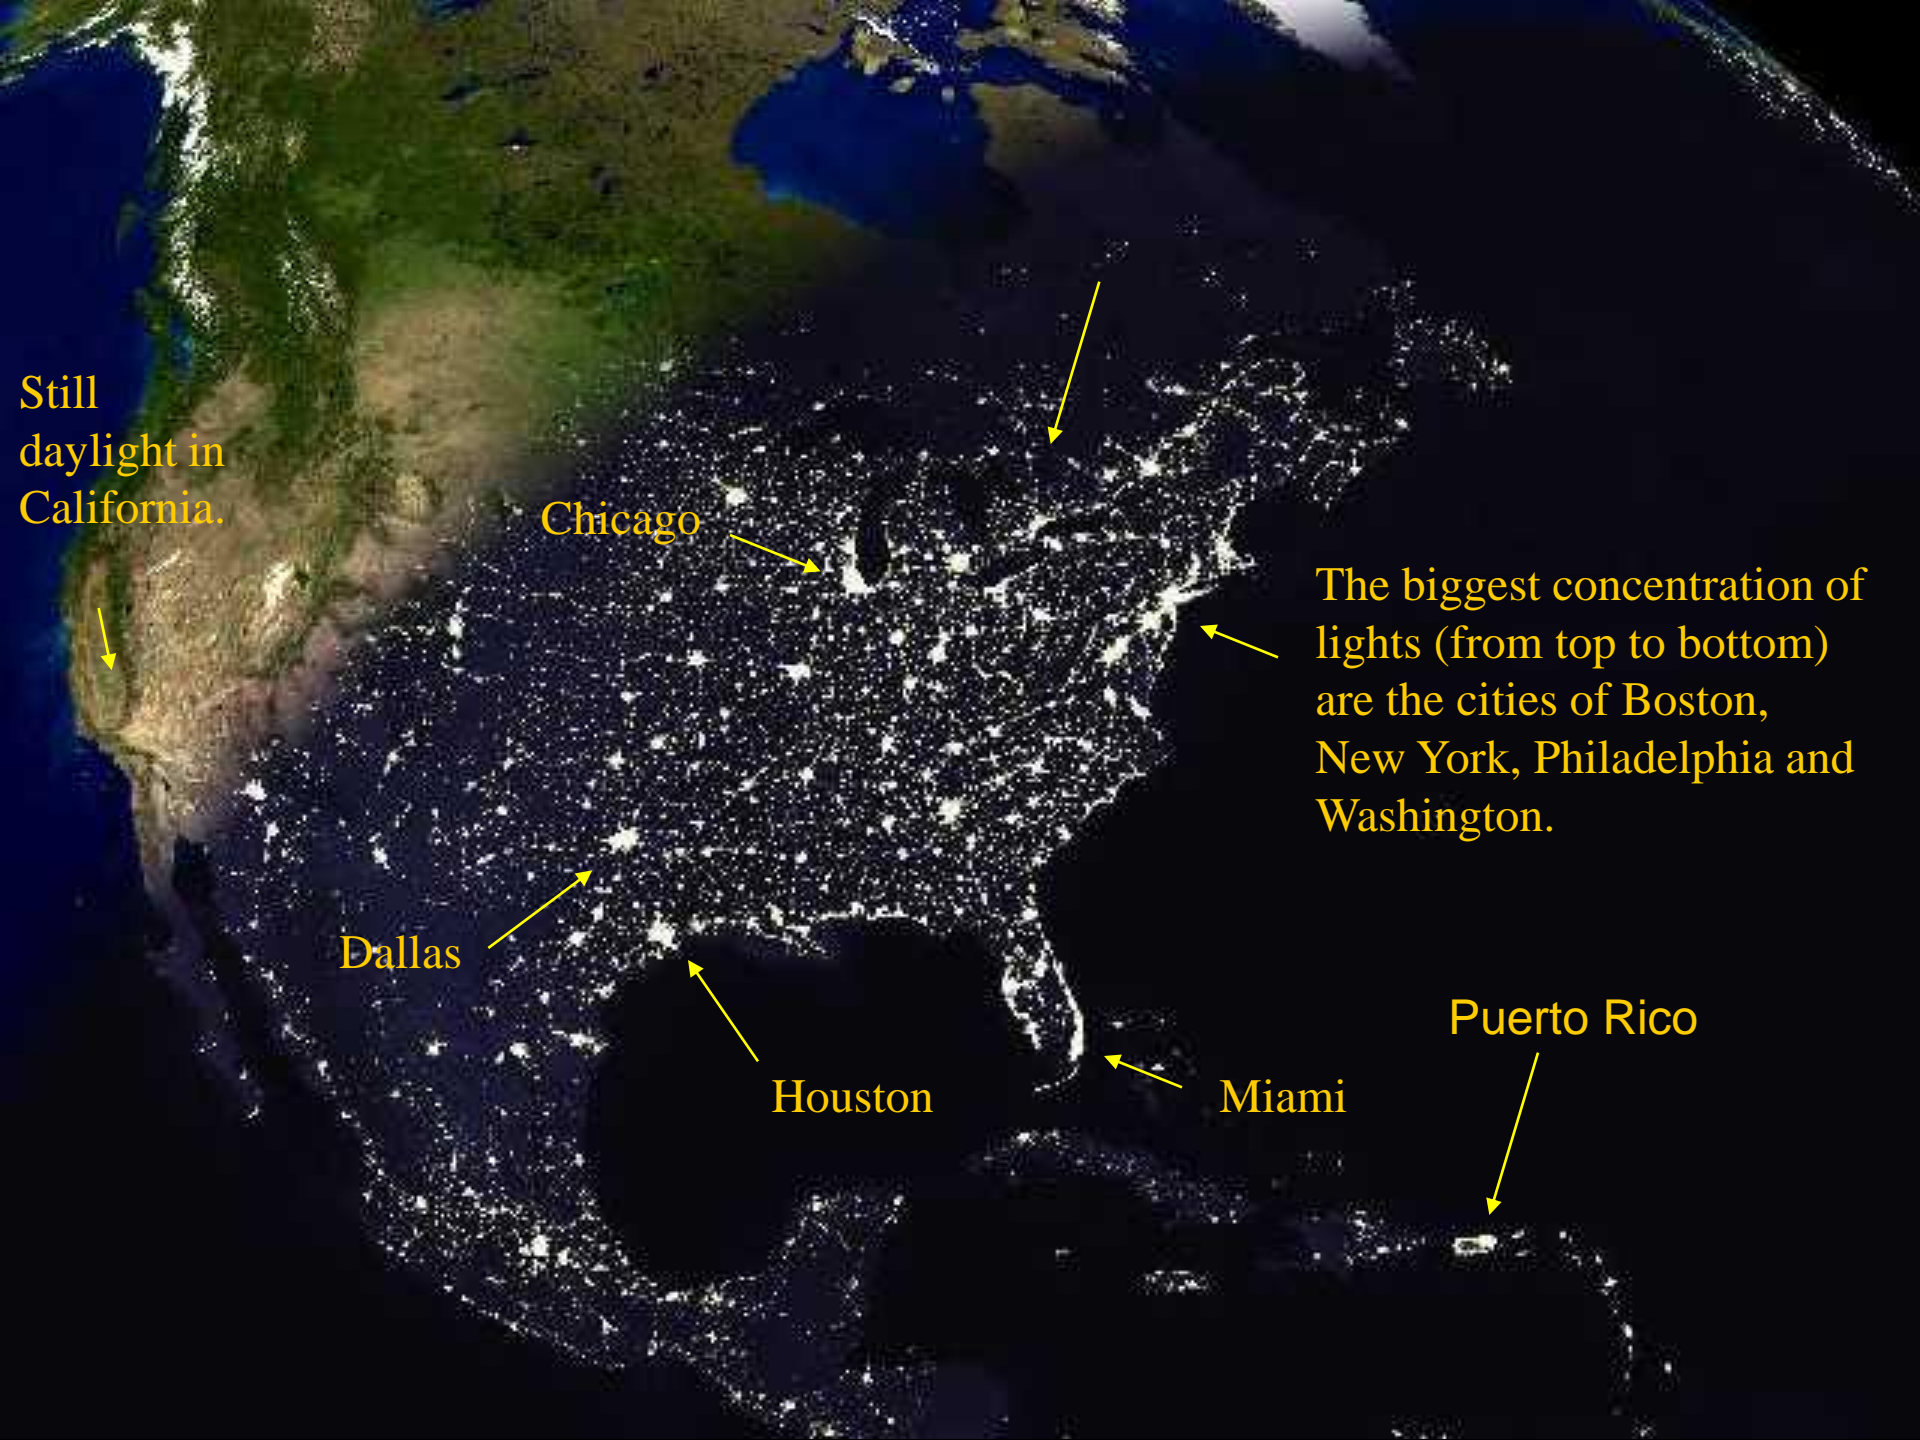 Still
daylight in
California.
Chicago
The biggest concentration of
lights (from top to bottom)
are the cities of Boston,
New York, Philadelphia and
Washington.
Dallas
Houston
Miami
Puerto Rico